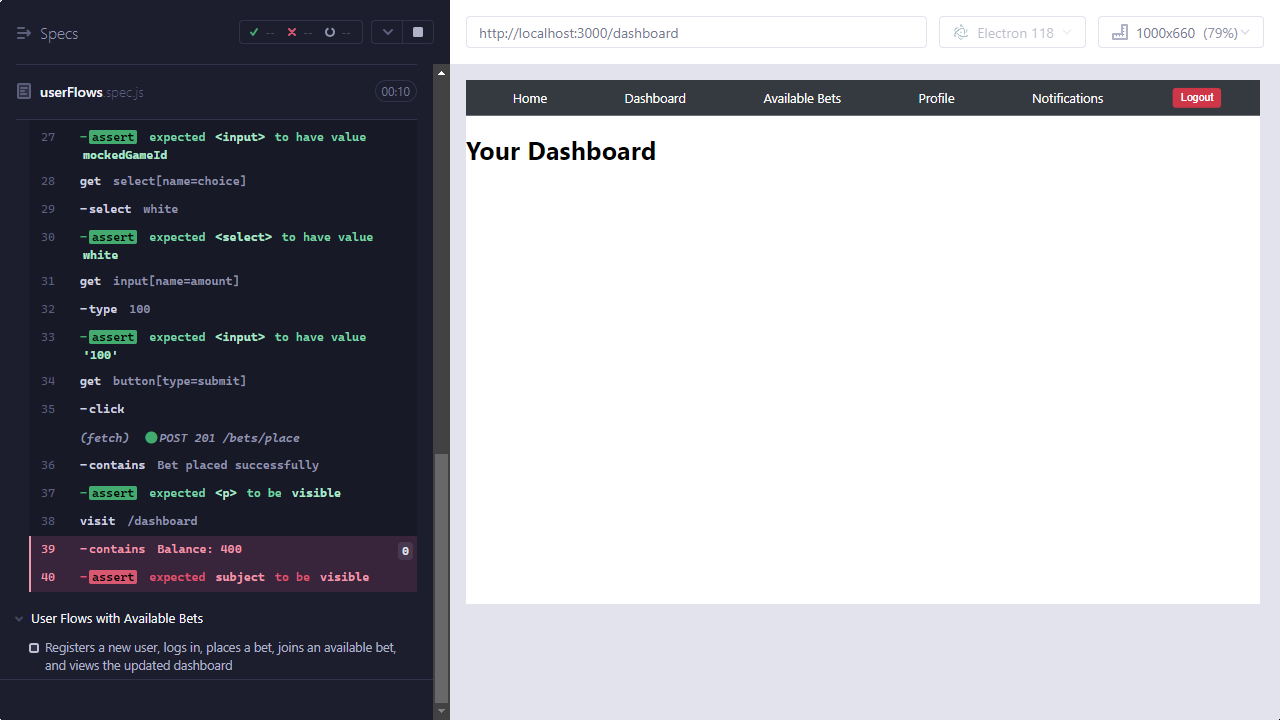 Specs
-- -- --
userFlows.spec.js
00:10
27 -assert expected <input> to have value
mockedGameId
28 get select[name=choice]
29 -select white
30 -assert expected <select> to have value
white
31 get input[name=amount]
32 -type 100
33 -assert expected <input> to have value
'100'
34 get button[type=submit]
35 -click
(fetch) POST 201 /bets/place
36 -contains Bet placed successfully
37 -assert expected <p> to be visible
38 visit /dashboard
39 -contains Balance: 400 0
40 -assert expected subject to be visible
User Flows with Available Bets
Registers a new user, logs in, places a bet, joins an available bet,
and views the updated dashboard
http://localhost:3000/dashboard
Electron 118
1000x660 (79%)
Home Dashboard Available Bets Profile Notifications Logout
Your Dashboard